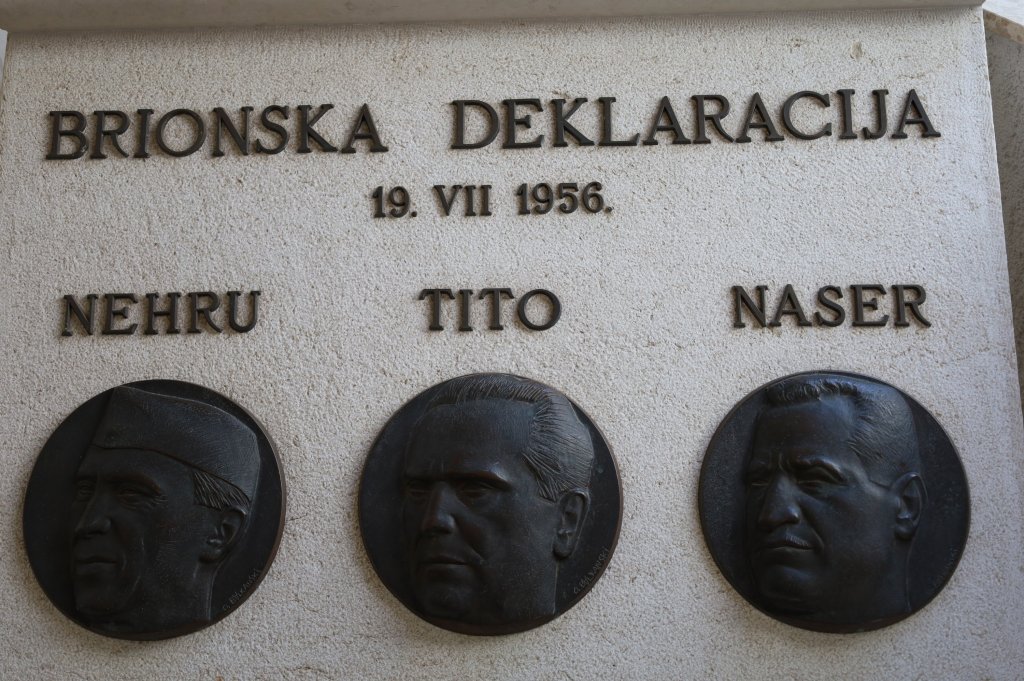 BRIONSKA DEKLARACIJA
19. VII 1956.
NEHRU TITO NASER